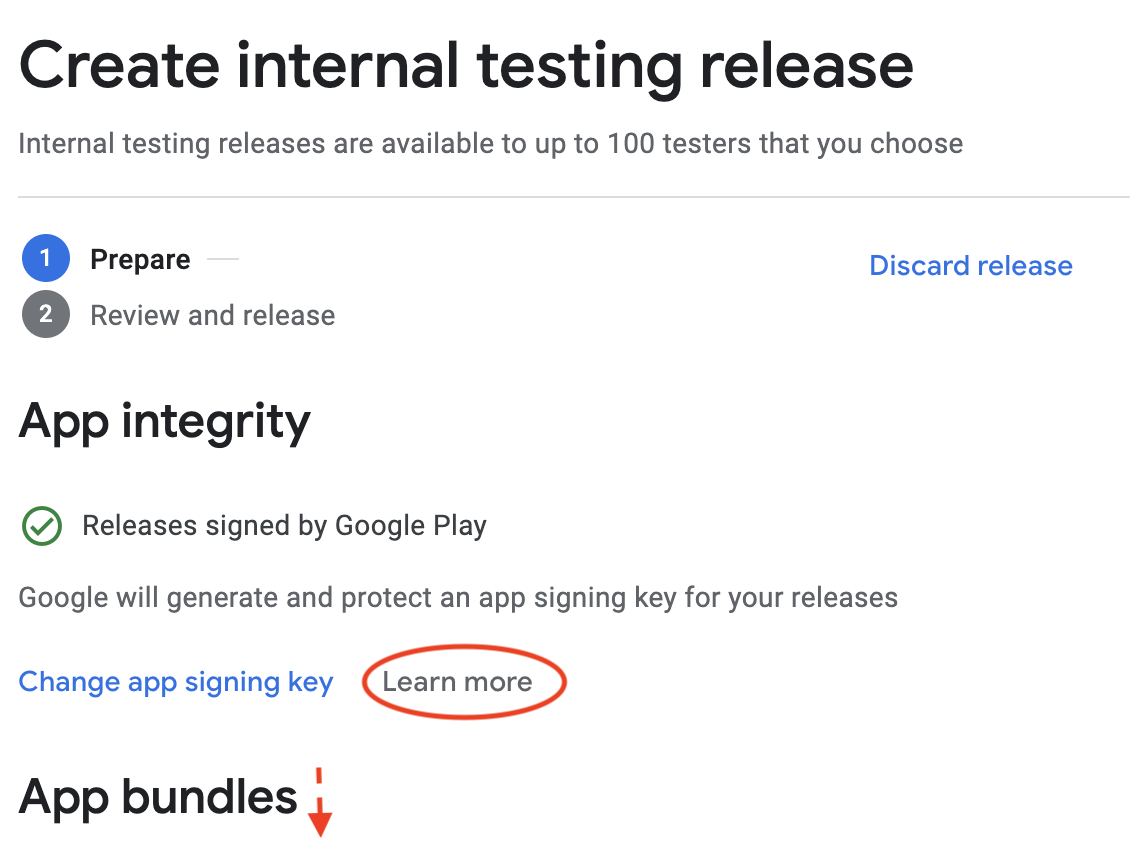 Create internal testing release
Internal testing releases are available to up to 100 testers that you choose
1 Prepare
Discard release
2 Review and release
App integrity
Releases signed by Google Play
Google will generate and protect an app signing key for your releases
Change app signing key Learn more
App bundles